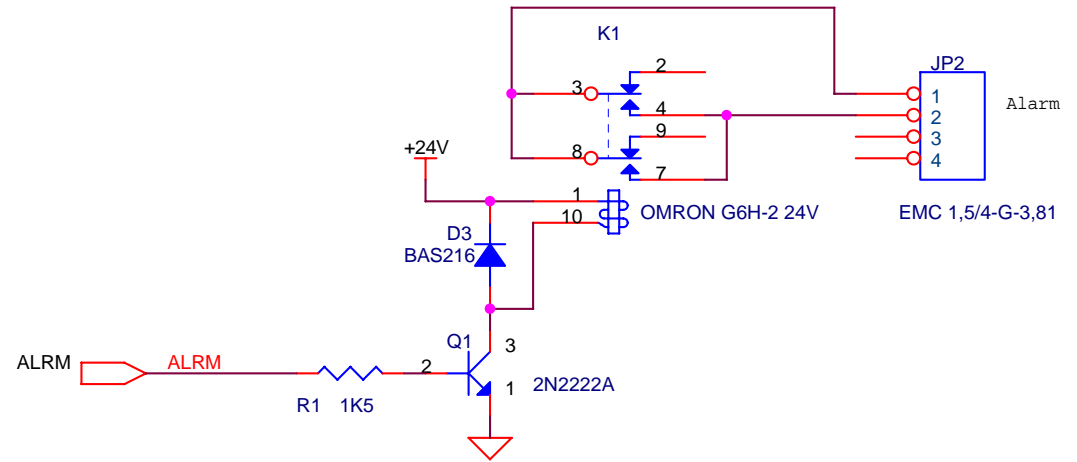 K1
JP2
2
3
1
Alarm
4
2
9
3
+24V
8
4
7
1
10
OMRON G6H-2 24V
EMC 1,5/4-G-3,81
D3
BAS216
Q1
3
ALRM
ALRM
2
1
2N2222A
R1 1K5